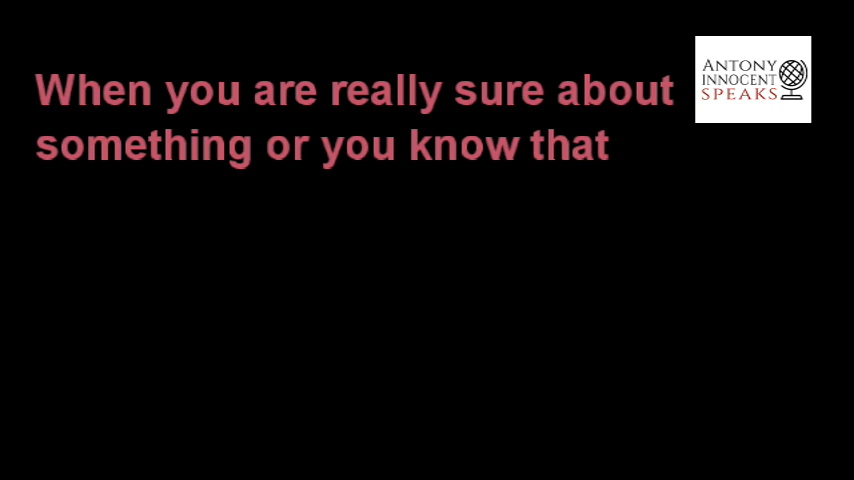 When you are really sure about
something or you know that
ANTONY
INNOCENT
SPEAKS